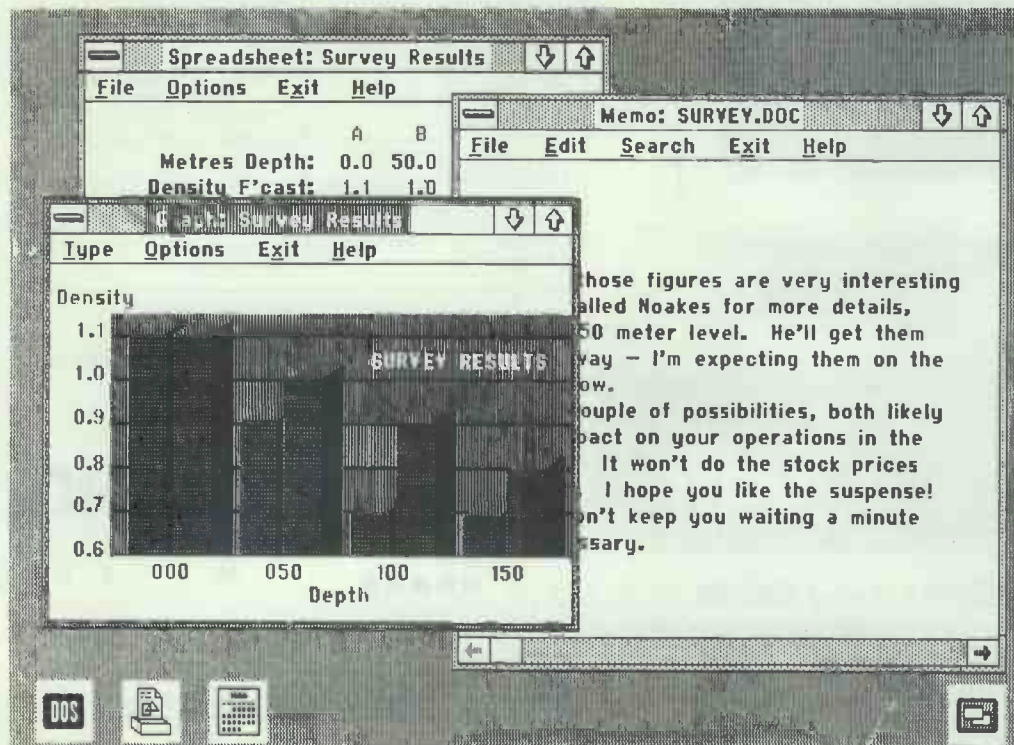 Spreadsheet: Survey Results
File Options Exit Help
A B
Metres Depth: 0.0 50.0
Density F'cast: 1.1 1.0
Memo: SURVEY.DOC
File Edit Search Exit Help
hose figures are very interesting
alled Noakes for more details,
50 meter level. He'll get them
way — I'm expecting them on the
ow.
ouple of possibilities, both likely
pact on your operations in the
It won't do the stock prices
I hope you like the suspense!
on't keep you waiting a minute
ssary.
Graph: Survey Results
Type Options Exit Help
Density
SURVEY RESULTS
1.1
1.0
0.9
0.8
0.7
0.6
000 050 100 150
Depth
DOS